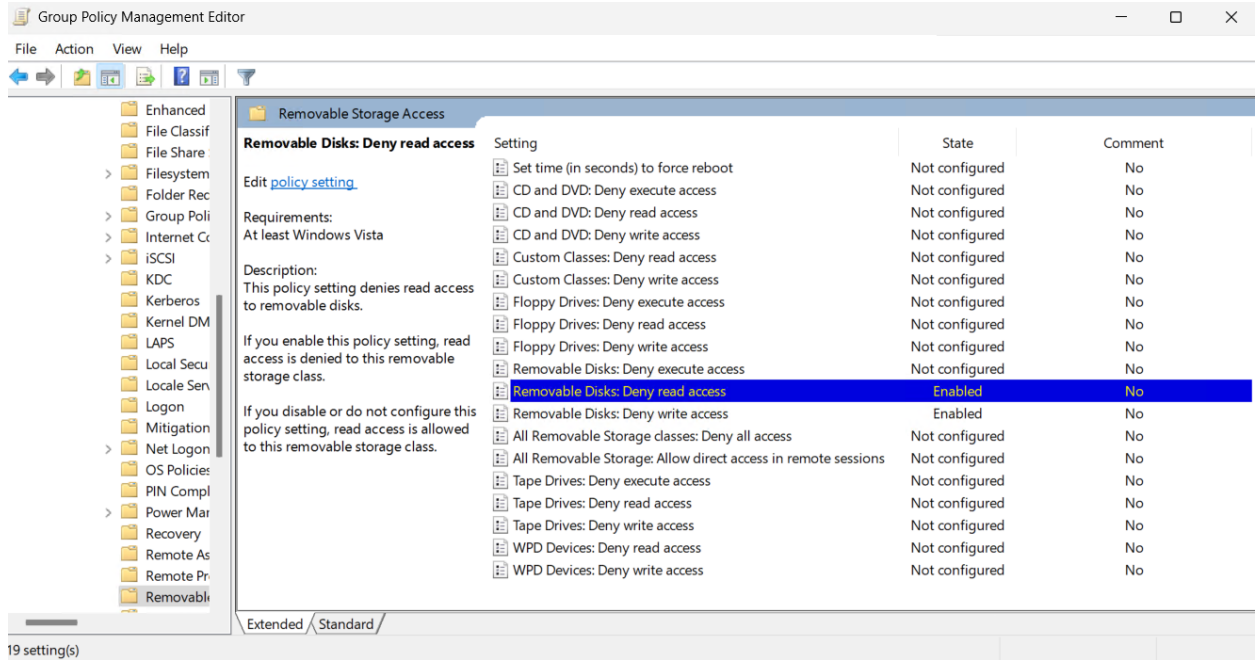 Group Policy Management Editor
File Action View Help
Enhanced
File Classif
File Share
Filesystem
Folder Rec
Group Poli
Internet Co
iSCSI
KDC
Kerberos
Kernel DM
LAPS
Local Secu
Locale Serv
Logon
Mitigation
Net Logon
OS Policies
PIN Compl
Power Mar
Recovery
Remote As
Remote Pr
Removable
Removable Storage Access
Removable Disks: Deny read access
Edit policy setting
Requirements:
At least Windows Vista
Description:
This policy setting denies read access
to removable disks.
If you enable this policy setting, read
access is denied to this removable
storage class.
If you disable or do not configure this
policy setting, read access is allowed
to this removable storage class.
Setting State Comment
Set time (in seconds) to force reboot Not configured No
CD and DVD: Deny execute access Not configured No
CD and DVD: Deny read access Not configured No
CD and DVD: Deny write access Not configured No
Custom Classes: Deny read access Not configured No
Custom Classes: Deny write access Not configured No
Floppy Drives: Deny execute access Not configured No
Floppy Drives: Deny read access Not configured No
Floppy Drives: Deny write access Not configured No
Removable Disks: Deny execute access Not configured No
Removable Disks: Deny read access Enabled No
Removable Disks: Deny write access Enabled No
All Removable Storage classes: Deny all access Not configured No
All Removable Storage: Allow direct access in remote sessions Not configured No
Tape Drives: Deny execute access Not configured No
Tape Drives: Deny read access Not configured No
Tape Drives: Deny write access Not configured No
WPD Devices: Deny read access Not configured No
WPD Devices: Deny write access Not configured No
Extended Standard
19 setting(s)